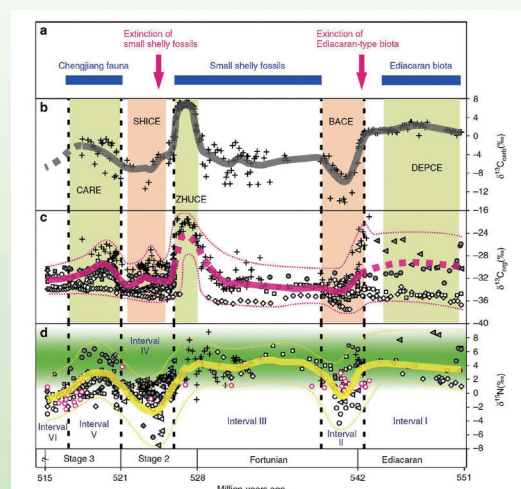 a
Extinction of
small shelly fossils
Extinction of
Ediacaran-type biota
Chengjiang fauna
Small shelly fossils
Ediacaran biota
b
SHICE
BACE
CARE
ZHUCE
DEPCE
8
4
0
-4
-8
-12
-16
δ¹³Ccarb(‰)
c
-24
-28
-32
-36
-40
δ¹³Corg(‰)
d
Interval
IV
Interval
VI
Interval
V
Interval III
Interval
II
Interval I
8
6
4
2
0
-2
-4
-6
-8
δ¹⁵N(‰)
Stage 3
Stage 2
Fortunian
Ediacaran
515
521
528
542
551
Million years ago